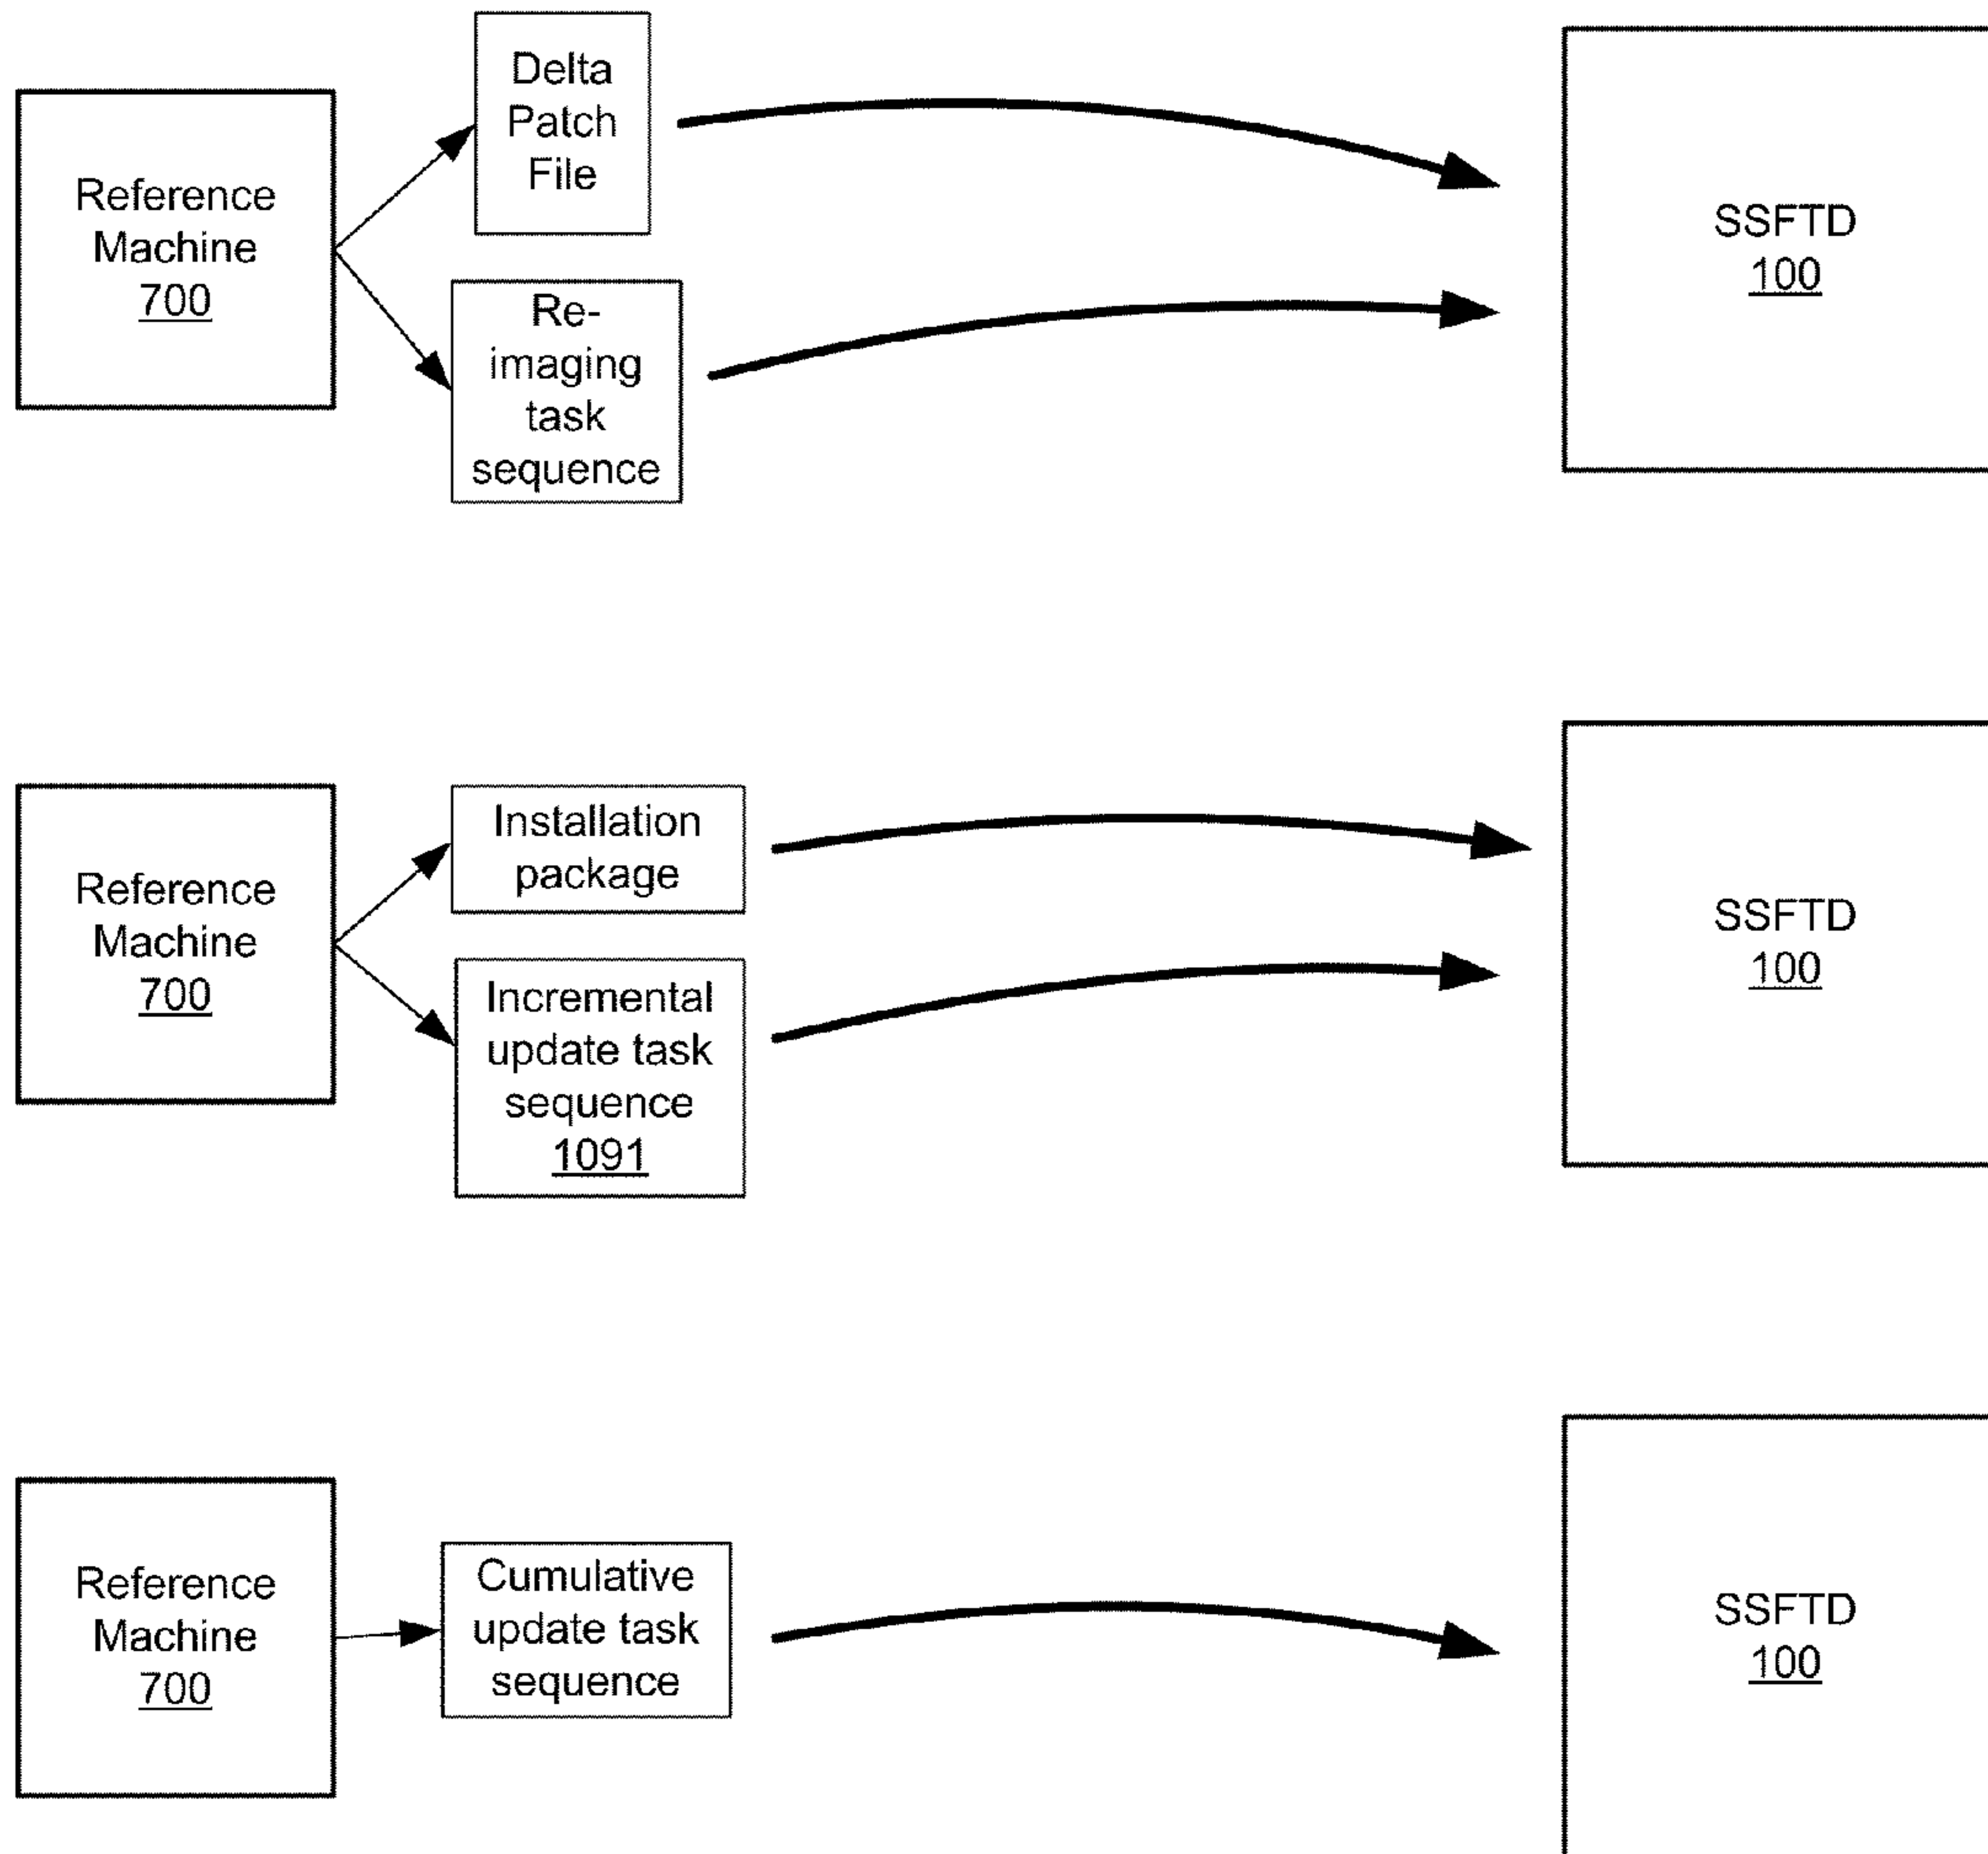 Delta
Patch
File
Reference
Machine
700
SSFTD
100
Re-
imaging
task
sequence
Installation
package
Reference
Machine
700
SSFTD
100
Incremental
update task
sequence
1091
Reference
Machine
700
Cumulative
update task
sequence
SSFTD
100